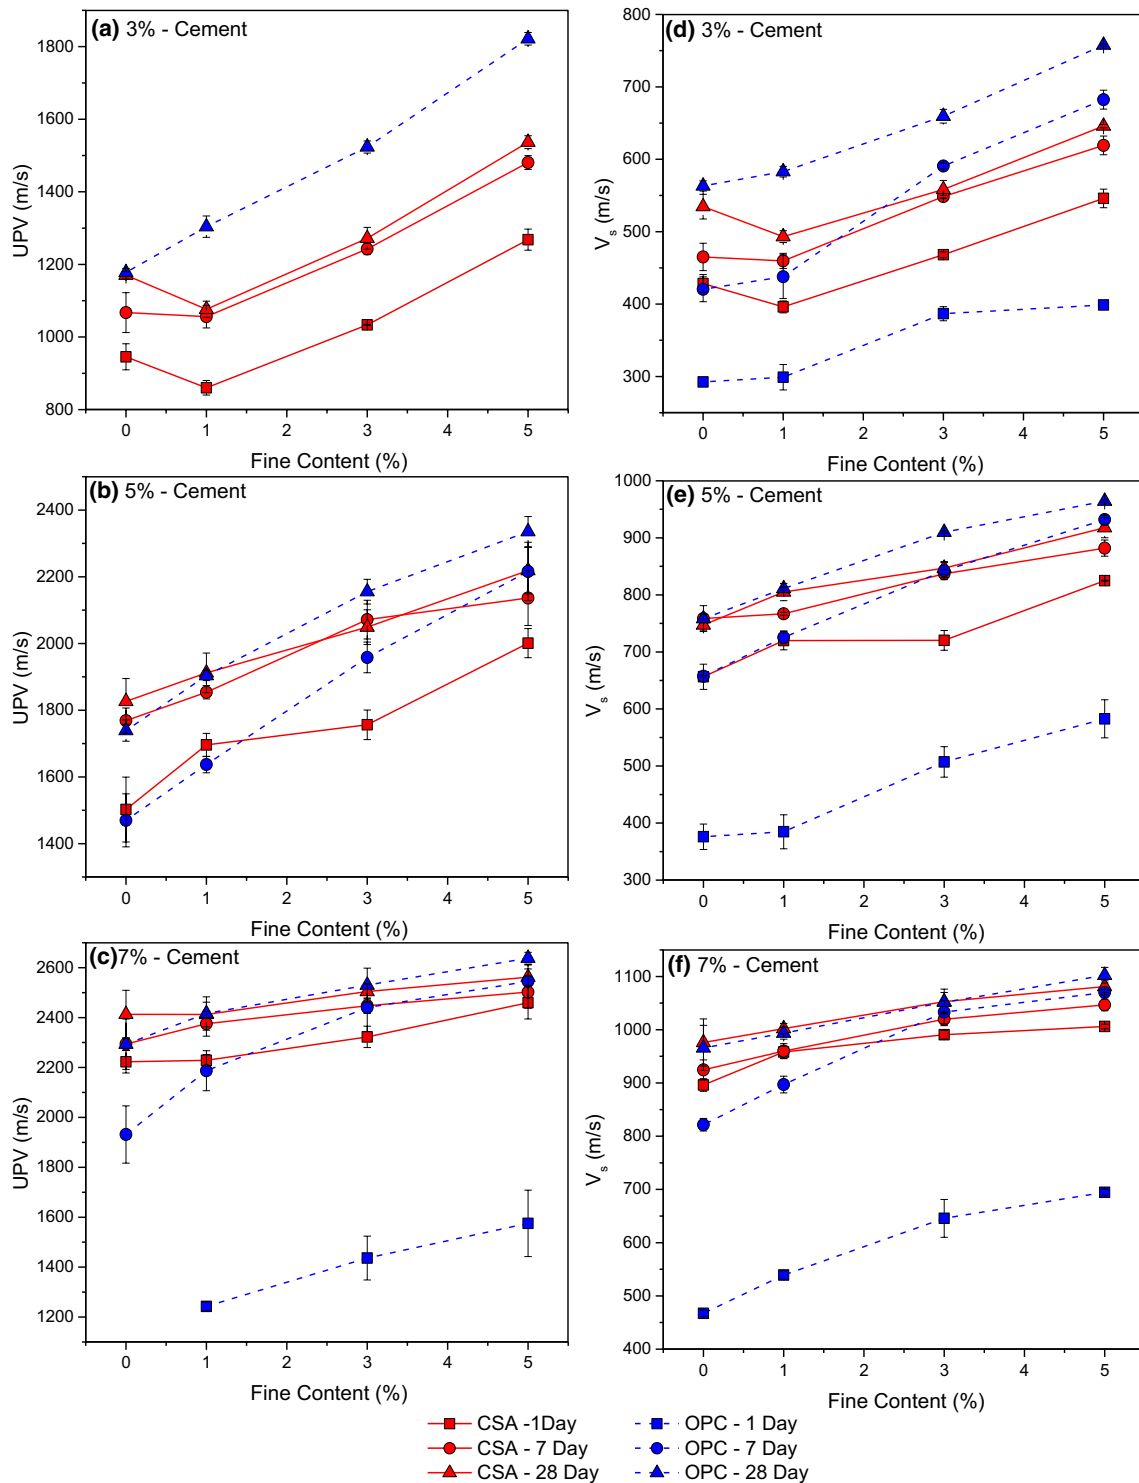 (a) 3% - Cement
1800
1600
1400
1200
1000
800
UPV (m/s)
0 1 2 3 4 5
Fine Content (%)
(d) 3% - Cement
800
700
600
500
400
300
V s (m/s)
0 1 2 3 4 5
Fine Content (%)
(b) 5% - Cement
2400
2200
2000
1800
1600
1400
UPV (m/s)
0 1 2 3 4 5
Fine Content (%)
(e) 5% - Cement
1000
900
800
700
600
500
400
300
V s (m/s)
0 1 2 3 4 5
Fine Content (%)
(c) 7% - Cement
2600
2400
2200
2000
1800
1600
1400
1200
UPV (m/s)
0 1 2 3 4 5
Fine Content (%)
(f) 7% - Cement
1100
1000
900
800
700
600
500
400
V s (m/s)
0 1 2 3 4 5
Fine Content (%)
CSA -1Day
CSA - 7 Day
CSA - 28 Day
OPC - 1 Day
OPC - 7 Day
OPC - 28 Day